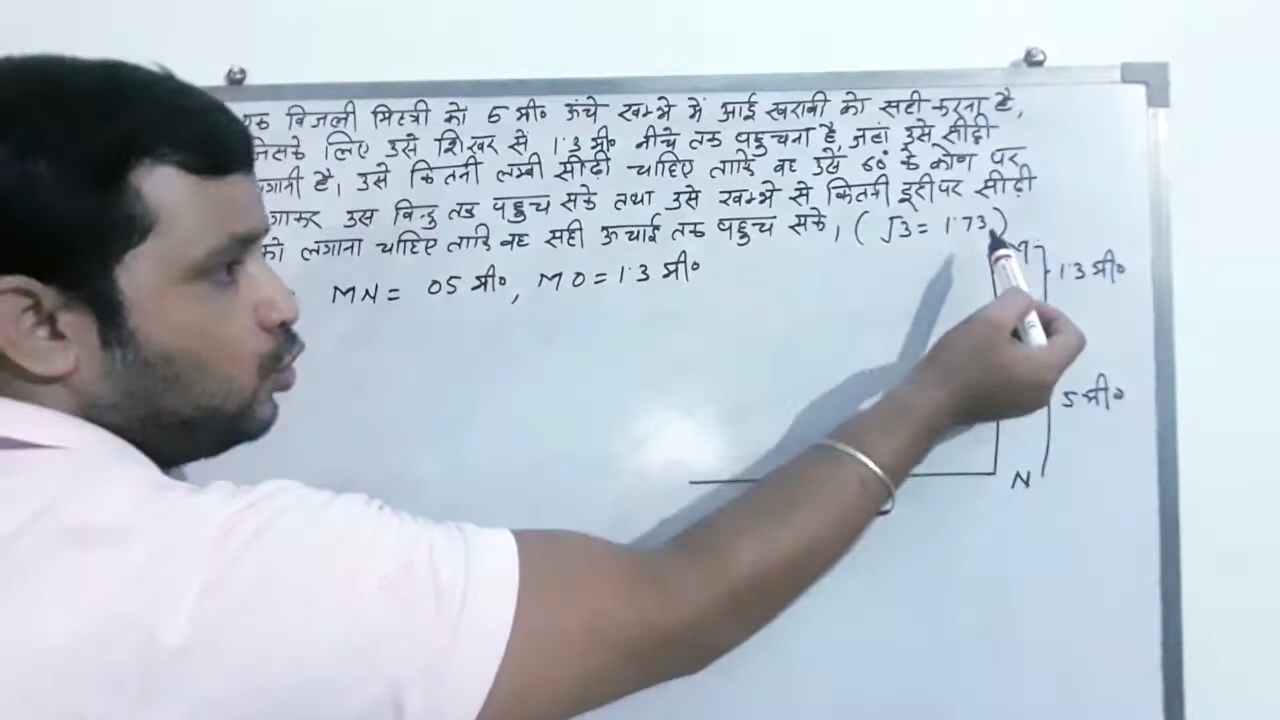 बिजली मिस्त्री को 5 मी० ऊंचे खम्भे में आई खराबी को सही करना है,
जिसके लिए उसे शिखर से 1.3 मी० नीचे तक पहुचना है, जहां उसे सीढ़ी
लगानी है। उसे कितनी लम्बी सीढ़ी चाहिए ताकि वह उसे 60° के कोण पर
लगाकर उस बिन्दु तक पहुच सके तथा उसे खम्भे से कितनी दूरी पर सीढ़ी
को लगाना चाहिए ताकि वह सही ऊचाई तक पहुच सके, ( √3 = 1.73 )
MN = 05 मी०, MO = 1.3 मी०
1.3 मी०
5 मी०
N